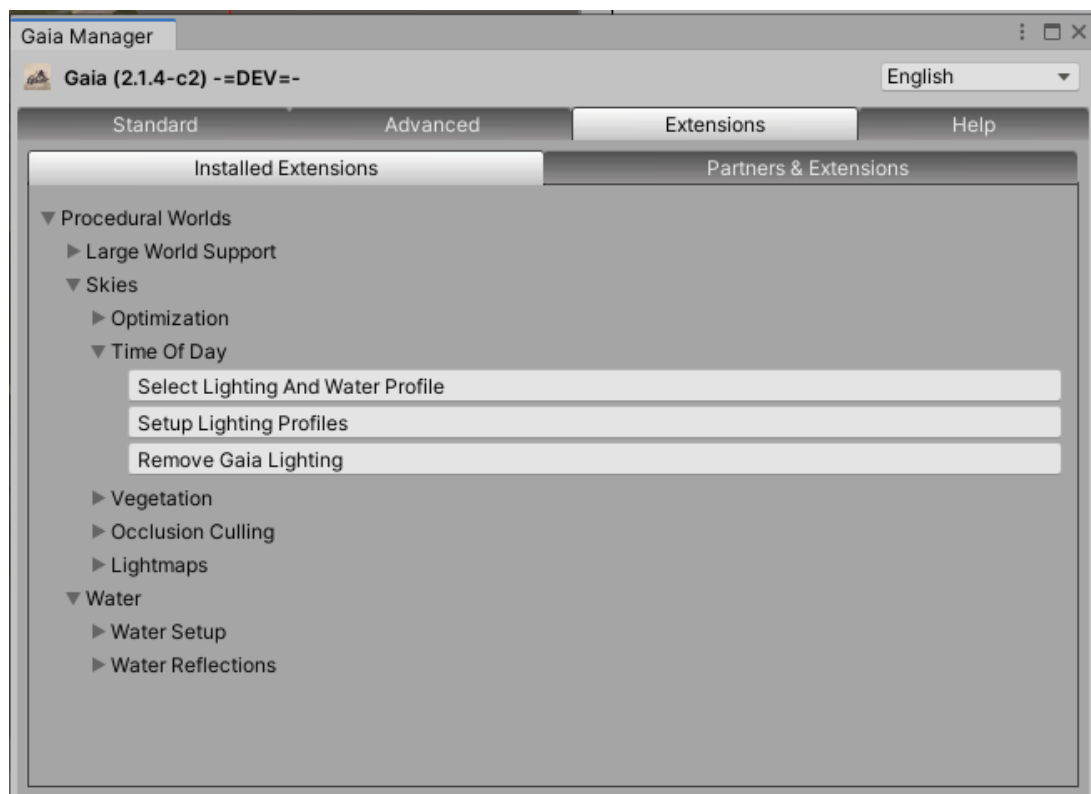 Gaia Manager
Gaia (2.1.4-c2) -=DEV=-
English
Standard
Advanced
Extensions
Help
Installed Extensions
Partners & Extensions
Procedural Worlds
Large World Support
Skies
Optimization
Time Of Day
Select Lighting And Water Profile
Setup Lighting Profiles
Remove Gaia Lighting
Vegetation
Occlusion Culling
Lightmaps
Water
Water Setup
Water Reflections